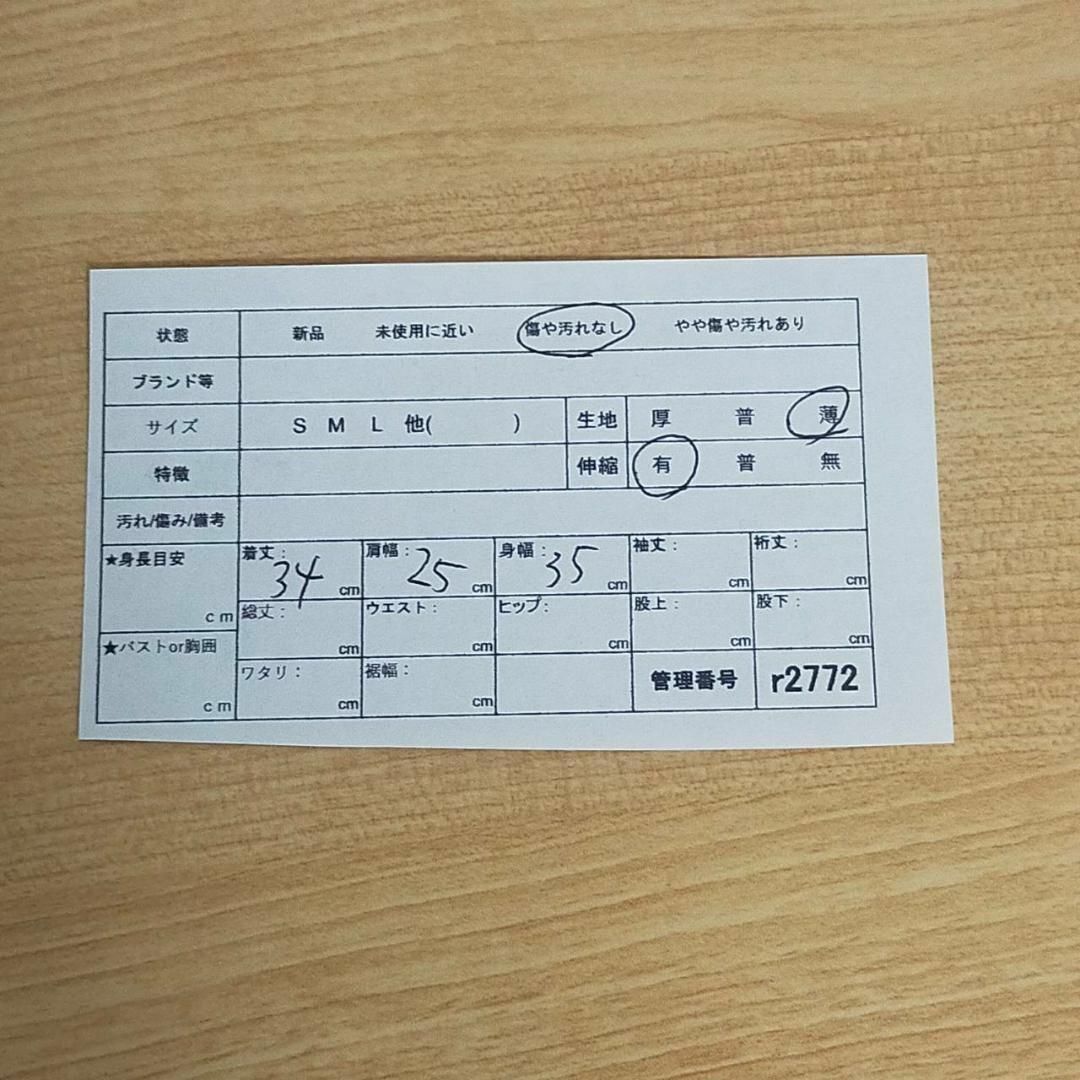 状態 新品 未使用に近い 傷や汚れなし やや傷や汚れあり
ブランド等
サイズ S M L 他( ) 生地 厚 普 薄
特徴 伸縮 有 普 無
汚れ/傷み/備考
★身長目安 cm
着丈: 34 cm 肩幅: 25 cm 身幅: 35 cm 袖丈: cm 裄丈: cm
総丈: cm ウエスト: cm ヒップ: cm 股上: cm 股下: cm
★バストor胸囲 cm
ワタリ: cm 裾幅: cm 管理番号 r2772